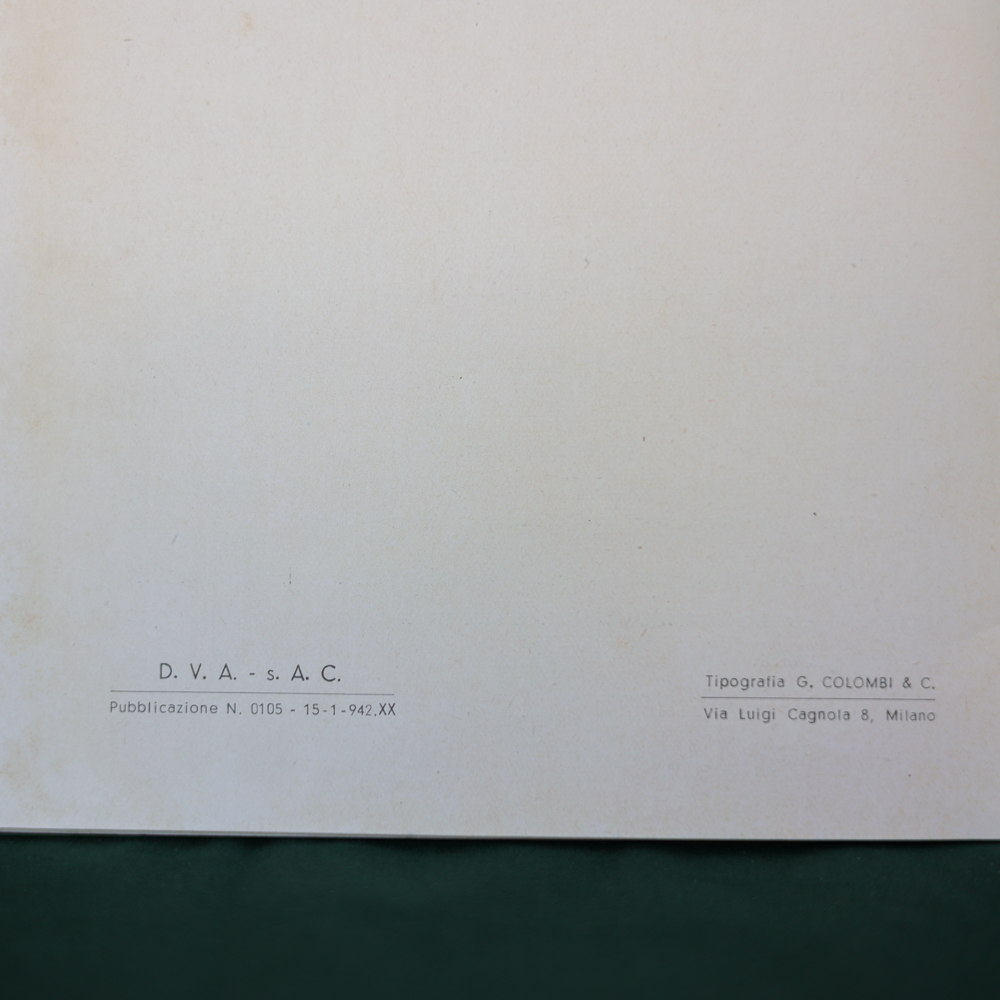 D. V. A. - s. A. C.
Pubblicazione N. 0105 - 15-1-942.XX
Tipografia G. COLOMBI & C.
Via Luigi Cagnola 8, Milano